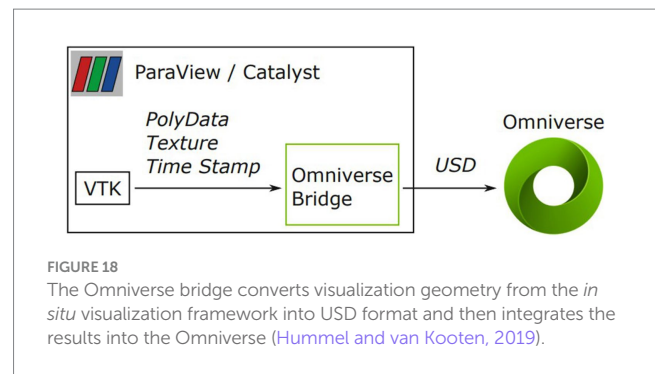 ParaView / Catalyst
PolyData
Texture
Time Stamp
VTK
Omniverse
Bridge
USD
Omniverse
FIGURE 18
The Omniverse bridge converts visualization geometry from the in
situ visualization framework into USD format and then integrates the
results into the Omniverse (Hummel and van Kooten, 2019).